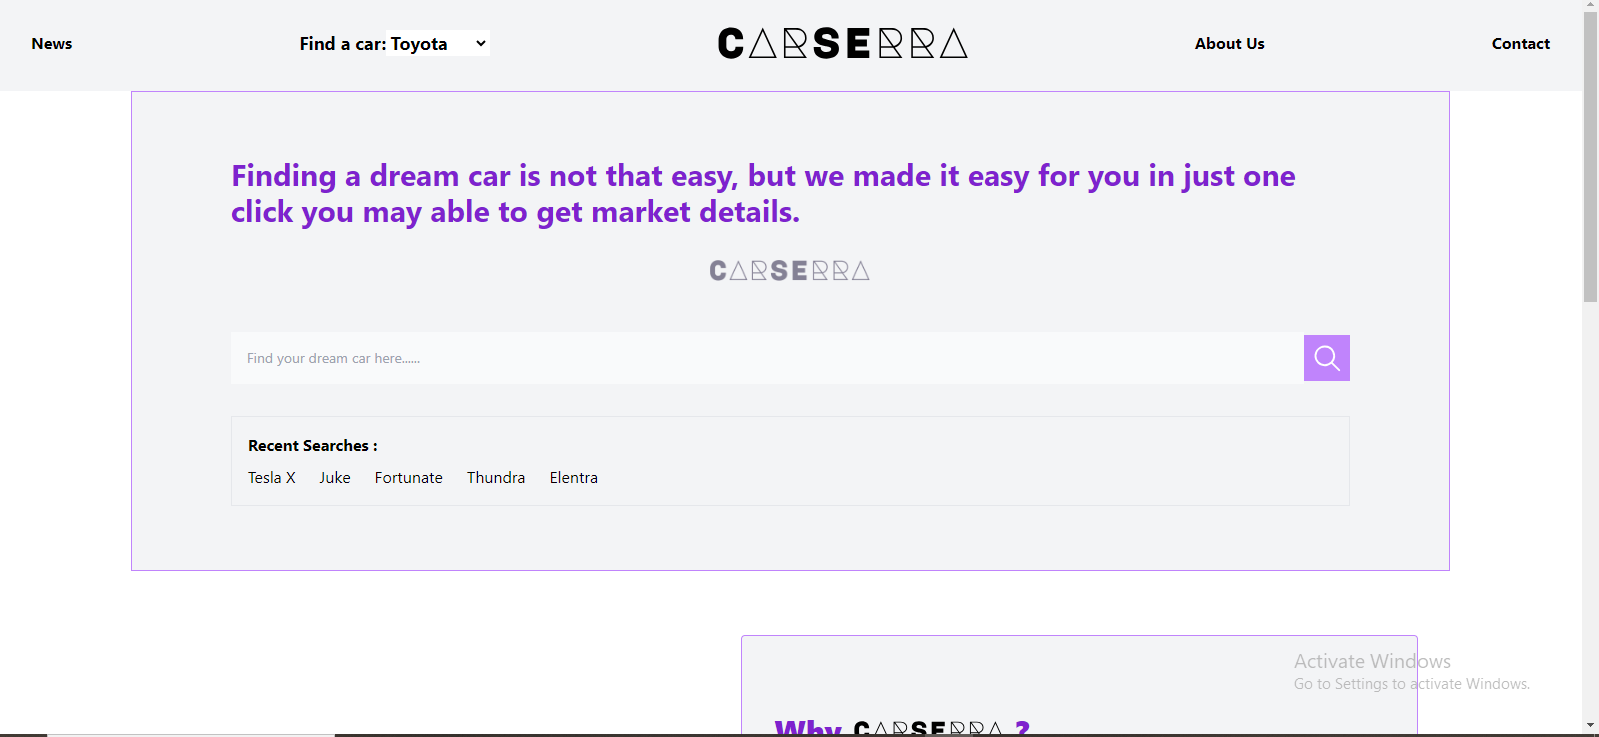 News Find a car: Toyota CARSERRA About Us Contact
Finding a dream car is not that easy, but we made it easy for you in just one
click you may able to get market details.
CARSERRA
Find your dream car here......
Recent Searches :
Tesla X Juke Fortunate Thundra Elentra
Activate Windows
Go to Settings to activate Windows.
Why CARSERRA ?